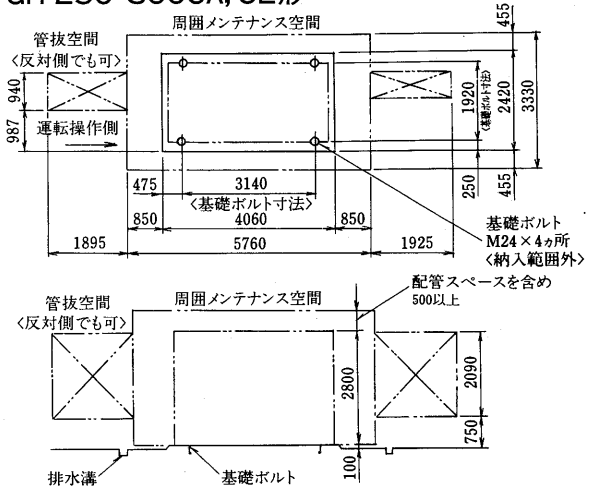 周囲メンテナンス空間
管抜空間
〈反対側でも可〉
運転操作側
940
987
455
1920
〈基礎ボルト寸法〉
2420
3330
250
455
475
3140
〈基礎ボルト寸法〉
850
4060
850
1895
5760
1925
基礎ボルト
M24×4ヵ所
〈納入範囲外〉
管抜空間
〈反対側でも可〉
周囲メンテナンス空間
配管スペースを含め
500以上
2800
2090
750
100
排水溝
基礎ボルト